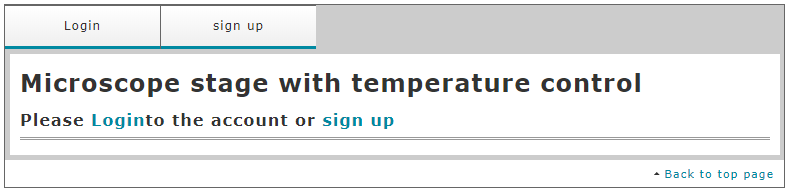 Login
sign up
Microscope stage with temperature control
Please Loginto the account or sign up
Back to top page